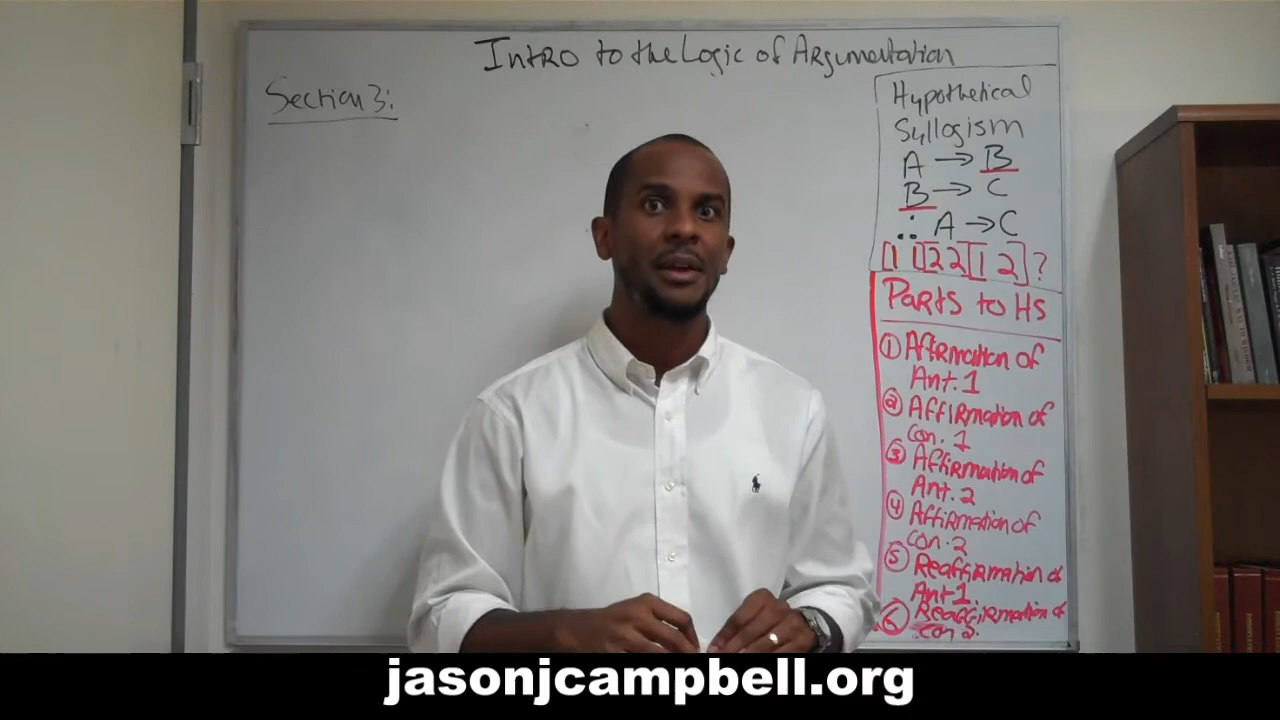 Intro to the Logic of Argumentation
Section 3:
Hypothetical
Syllogism
A → B
B → C
∴ A → C
[1 1][2 2][1 2]?
Parts to HS
① Affirmation of
Ant. 1
② Affirmation of
Con. 1
③ Affirmation of
Ant. 2
④ Affirmation of
Con. 2
⑤ Reaffirmation of
Ant 1.
⑥ Reaffirmation of
Con 2.
jasonjcampbell.org